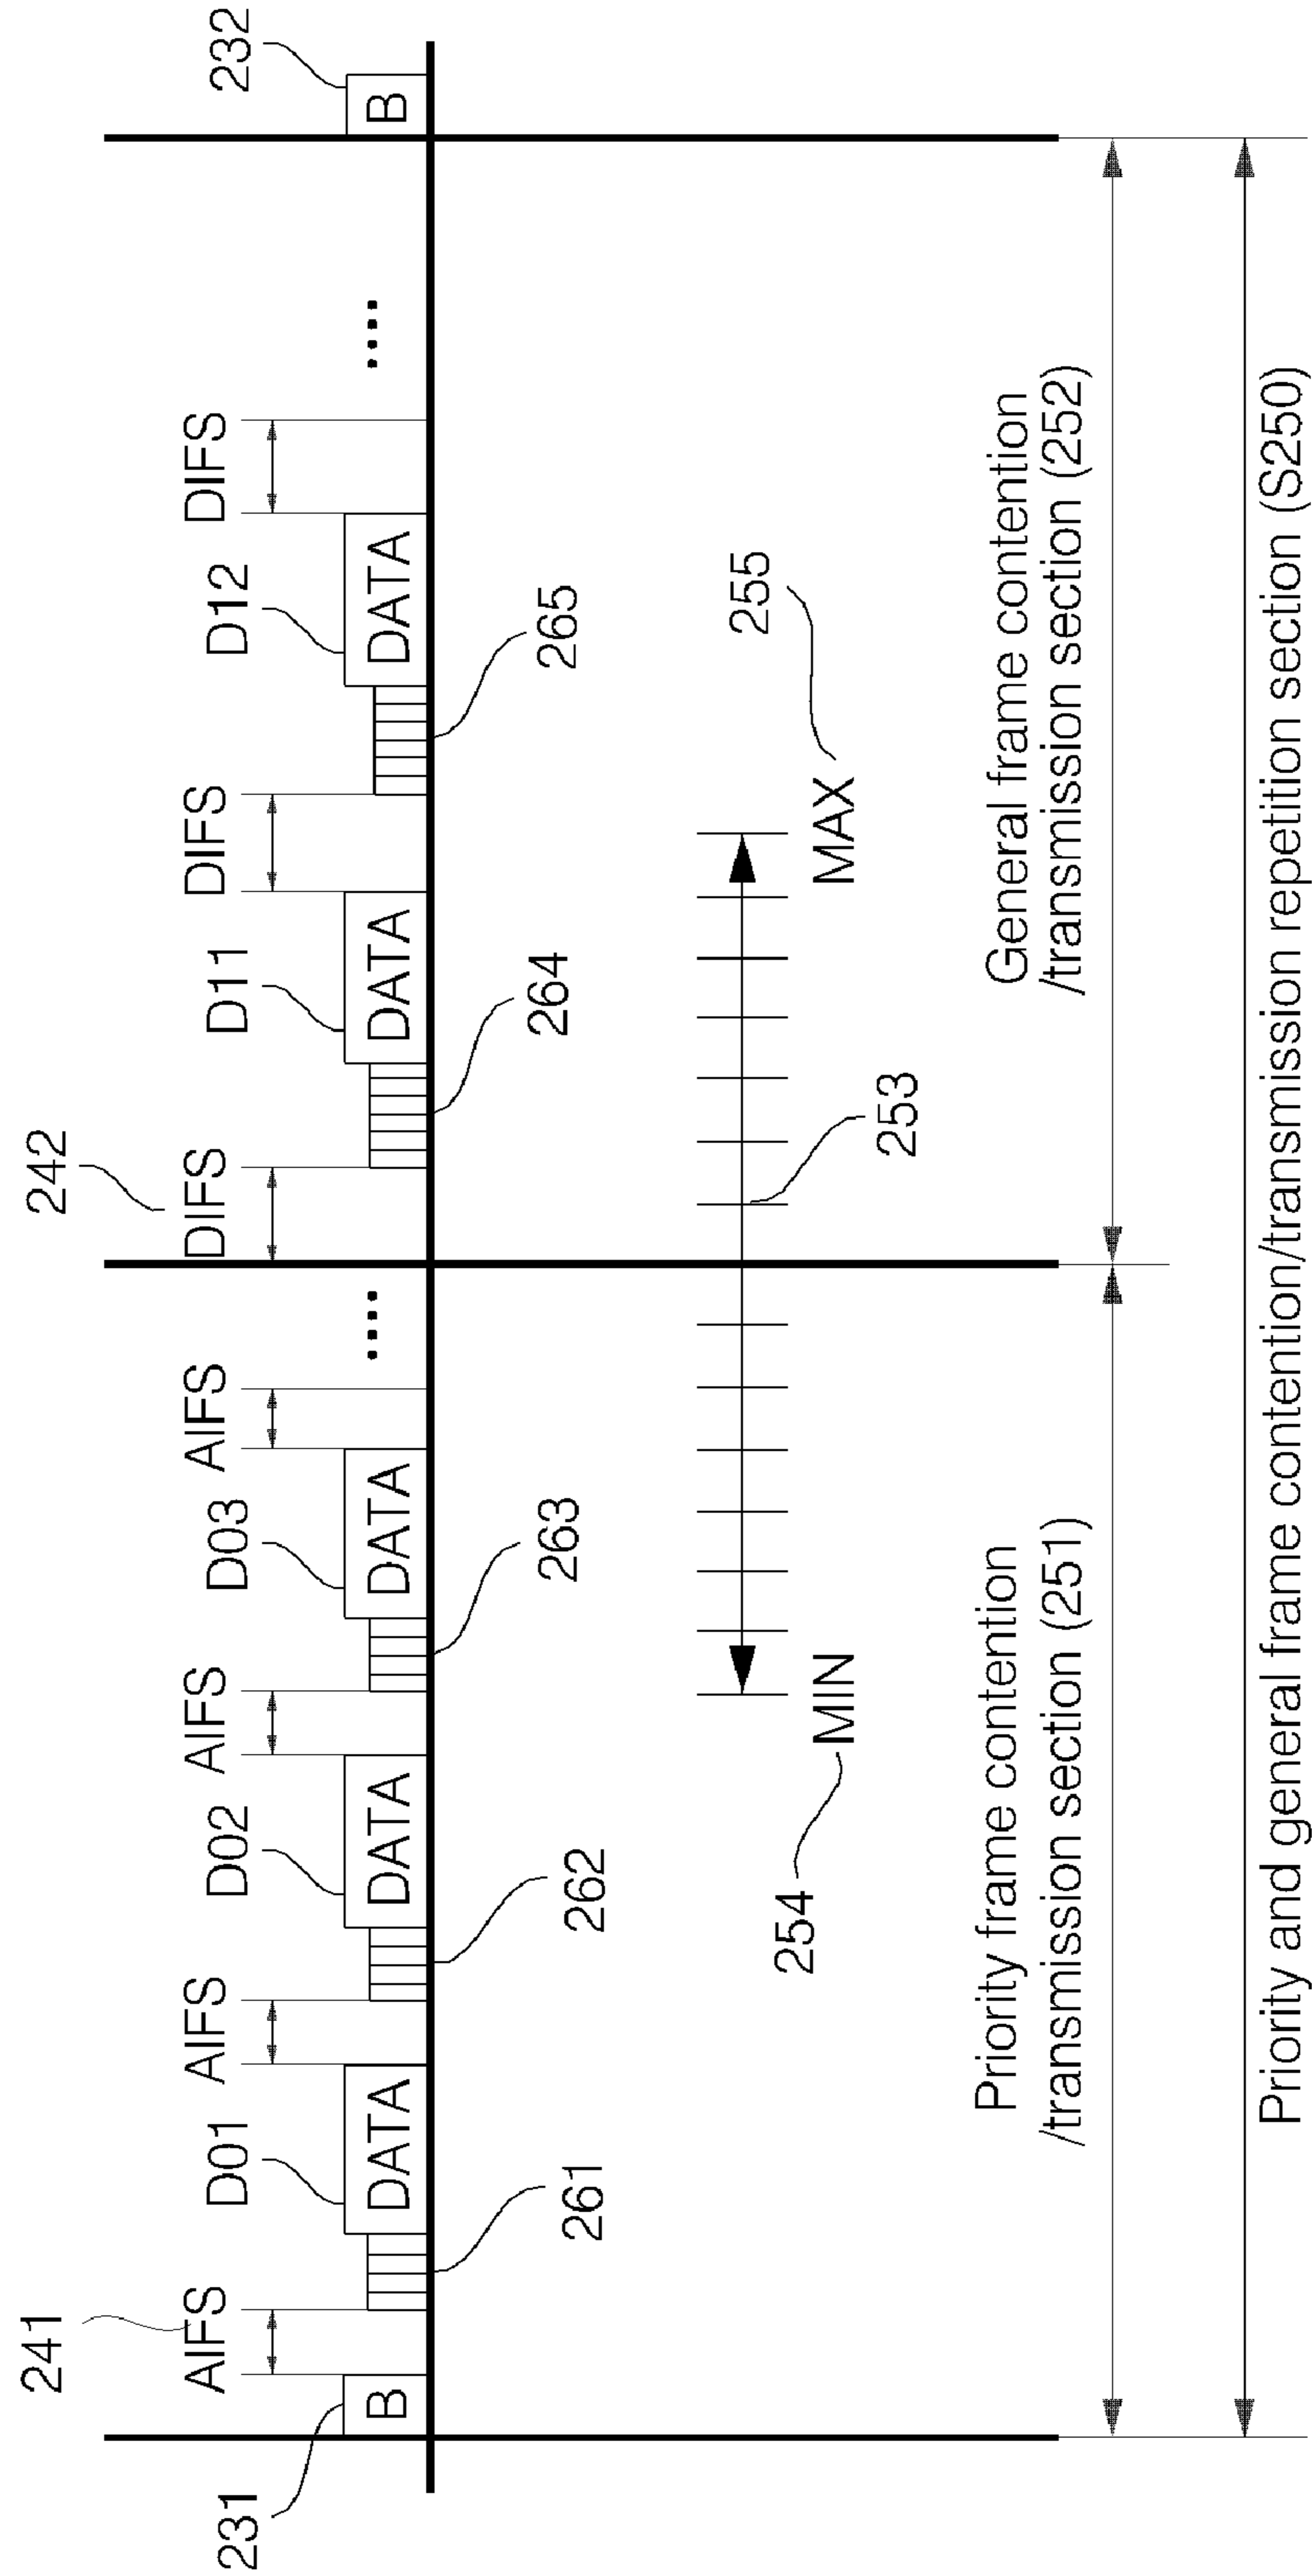 241
242
AIFS
AIFS
AIFS
AIFS
DIFS
DIFS
DIFS
231
D01
D02
D03
D11
D12
232
B
DATA
DATA
DATA
....
DATA
DATA
....
B
261
262
263
264
265
254
MIN
253
MAX
255
Priority frame contention
/transmission section (251)
General frame contention
/transmission section (252)
Priority and general frame contention/transmission repetition section (S250)